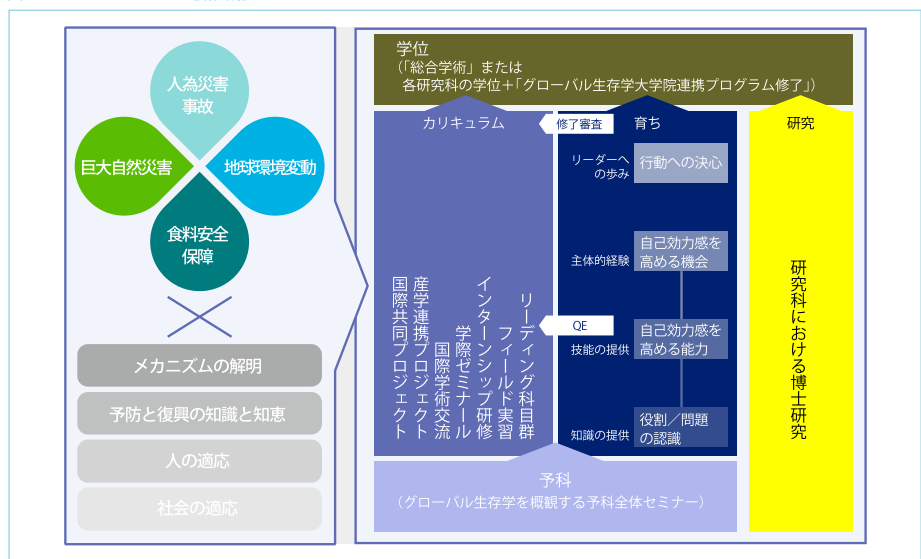 人為災害
事故
巨大自然災害
地球環境変動
食料安全
保障
メカニズムの解明
予防と復興の知識と知恵
人の適応
社会の適応
学位
(「総合学術」または
各研究科の学位+「グローバル生存学大学院連携プログラム修了」)
カリキュラム
修了審査
育ち
研究
リーダーへ
の歩み
行動への決心
主体的経験
自己効力感を
高める機会
QE
技能の提供
自己効力感を
高める能力
知識の提供
役割/問題
の認識
リーディング科目群
フィールド実習
インターンシップ研修
学際ゼミナール
国際学術交流
産学連携プロジェクト
国際共同プロジェクト
研究科における博士研究
予科
(グローバル生存学を概観する予科全体セミナー)